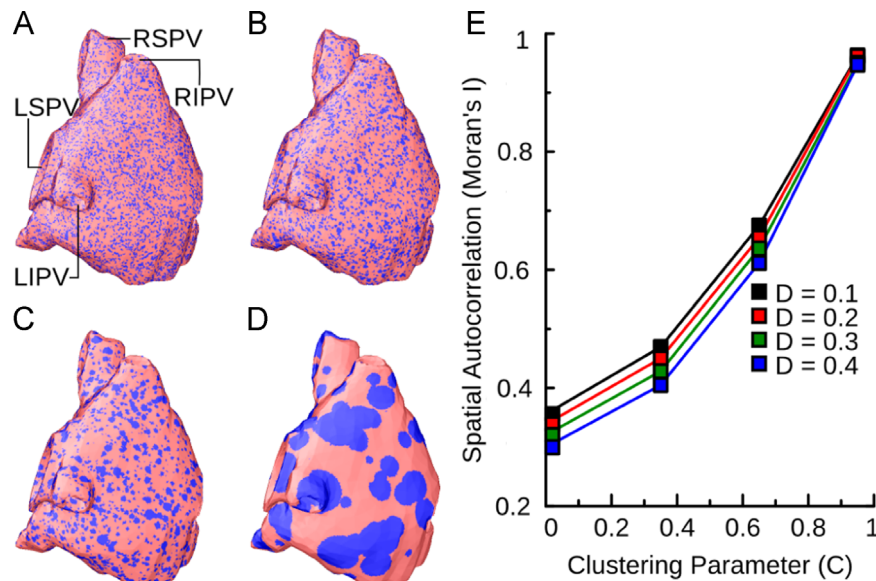 A
RSPV
RIPV
LSPV
LIPV
B
C
D
E
Spatial Autocorrelation (Moran's I)
1
0.8
0.6
0.4
0.2
0
0.2
0.4
0.6
0.8
1
Clustering Parameter (C)
D = 0.1
D = 0.2
D = 0.3
D = 0.4